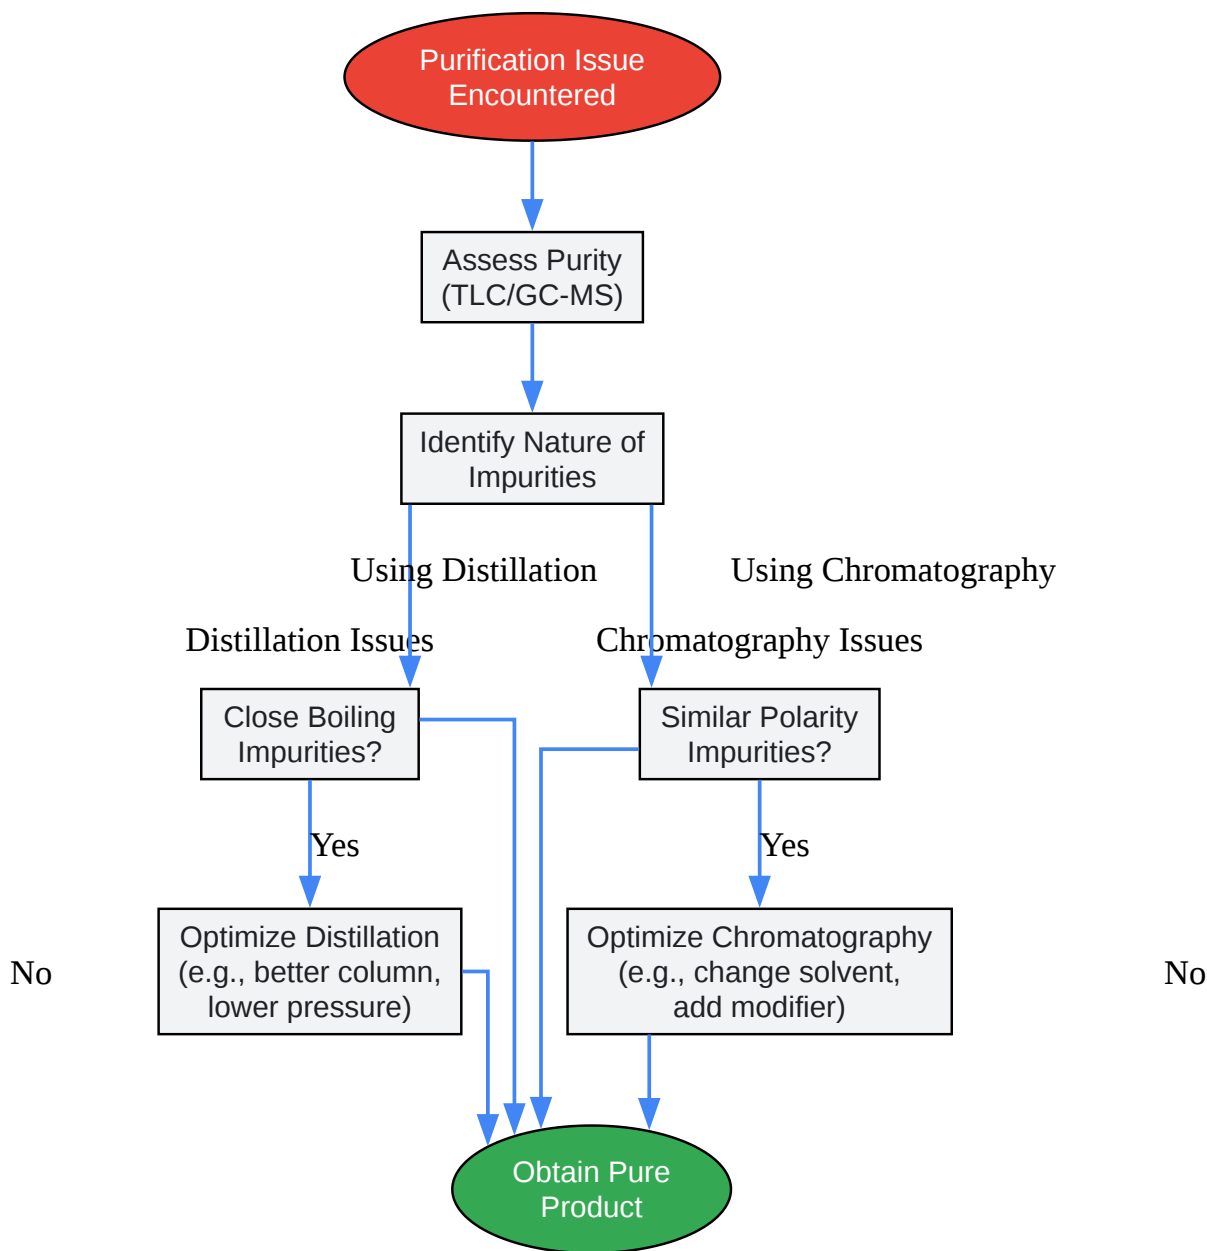 Purification Issue
Encountered
Assess Purity
(TLC/GC-MS)
Identify Nature of
Impurities
Using Distillation
Using Chromatography
Distillation Issues
Chromatography Issues
Close Boiling
Impurities?
Similar Polarity
Impurities?
Yes
Yes
Optimize Distillation
(e.g., better column,
lower pressure)
Optimize Chromatography
(e.g., change solvent,
add modifier)
No
No
Obtain Pure
Product